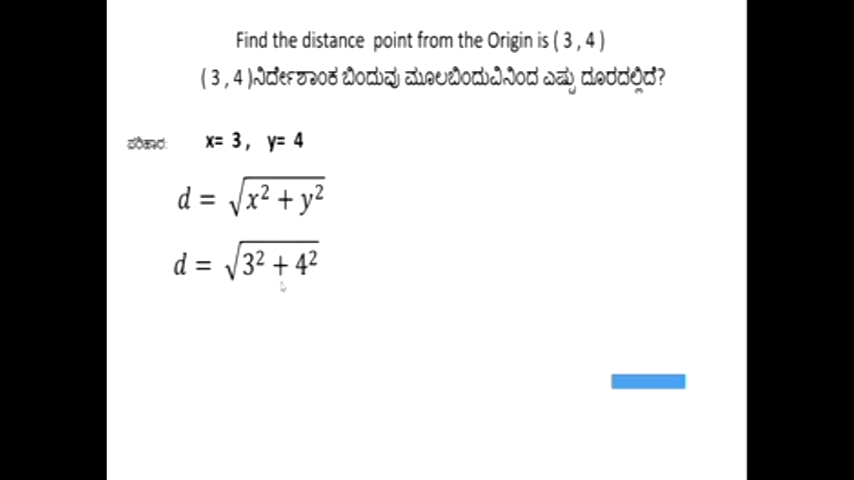 Find the distance point from the Origin is ( 3 , 4 )
( 3 , 4 )ನಿರ್ದೇಶಾಂಕ ಬಿಂದುವು ಮೂಲಬಿಂದುವಿನಿಂದ ಎಷ್ಟು ದೂರದಲ್ಲಿದೆ?
ಪರಿಹಾರ: x= 3 , y= 4
d = √x² + y²
d = √3² + 4²